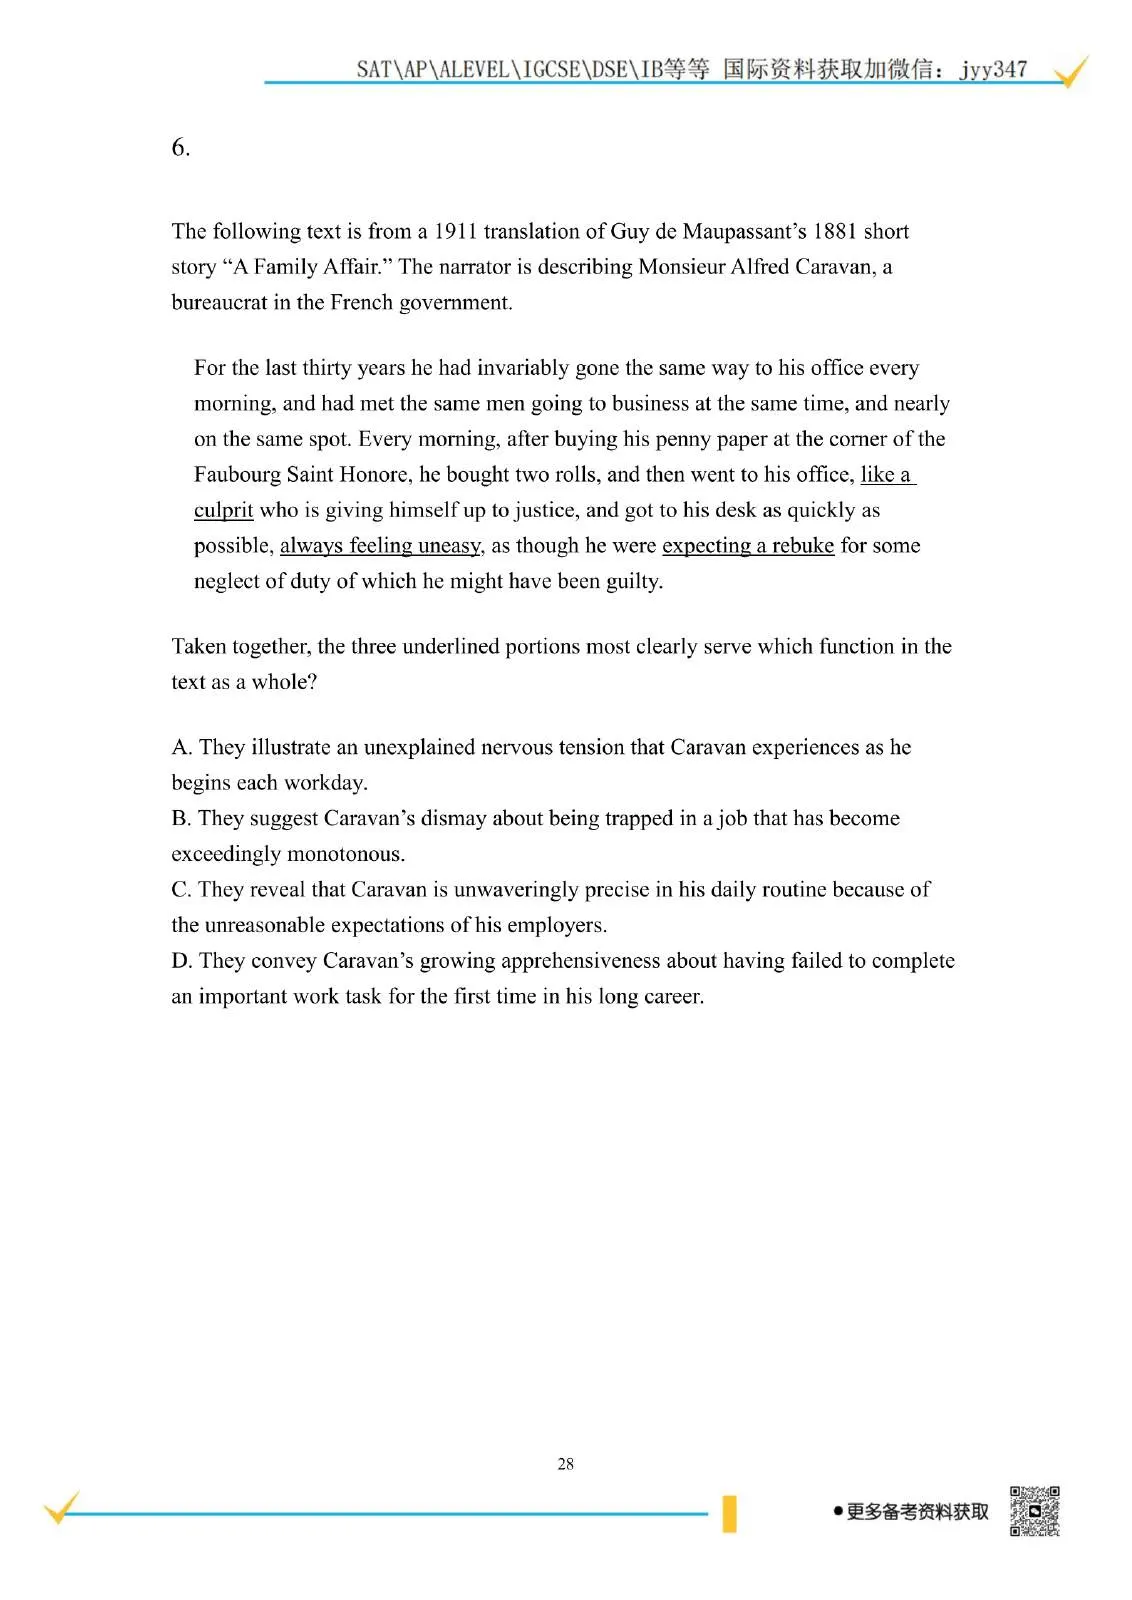 SAT\AP\ALEVEL\IGCSE\DSE\IB等等 国际资料获取加微信：jyy347
6.
The following text is from a 1911 translation of Guy de Maupassant’s 1881 short
story “A Family Affair.” The narrator is describing Monsieur Alfred Caravan, a
bureaucrat in the French government.
For the last thirty years he had invariably gone the same way to his office every
morning, and had met the same men going to business at the same time, and nearly
on the same spot. Every morning, after buying his penny paper at the corner of the
Faubourg Saint Honore, he bought two rolls, and then went to his office, like a
culprit who is giving himself up to justice, and got to his desk as quickly as
possible, always feeling uneasy, as though he were expecting a rebuke for some
neglect of duty of which he might have been guilty.
Taken together, the three underlined portions most clearly serve which function in the
text as a whole?
A. They illustrate an unexplained nervous tension that Caravan experiences as he
begins each workday.
B. They suggest Caravan’s dismay about being trapped in a job that has become
exceedingly monotonous.
C. They reveal that Caravan is unwaveringly precise in his daily routine because of
the unreasonable expectations of his employers.
D. They convey Caravan’s growing apprehensiveness about having failed to complete
an important work task for the first time in his long career.
28
●更多备考资料获取